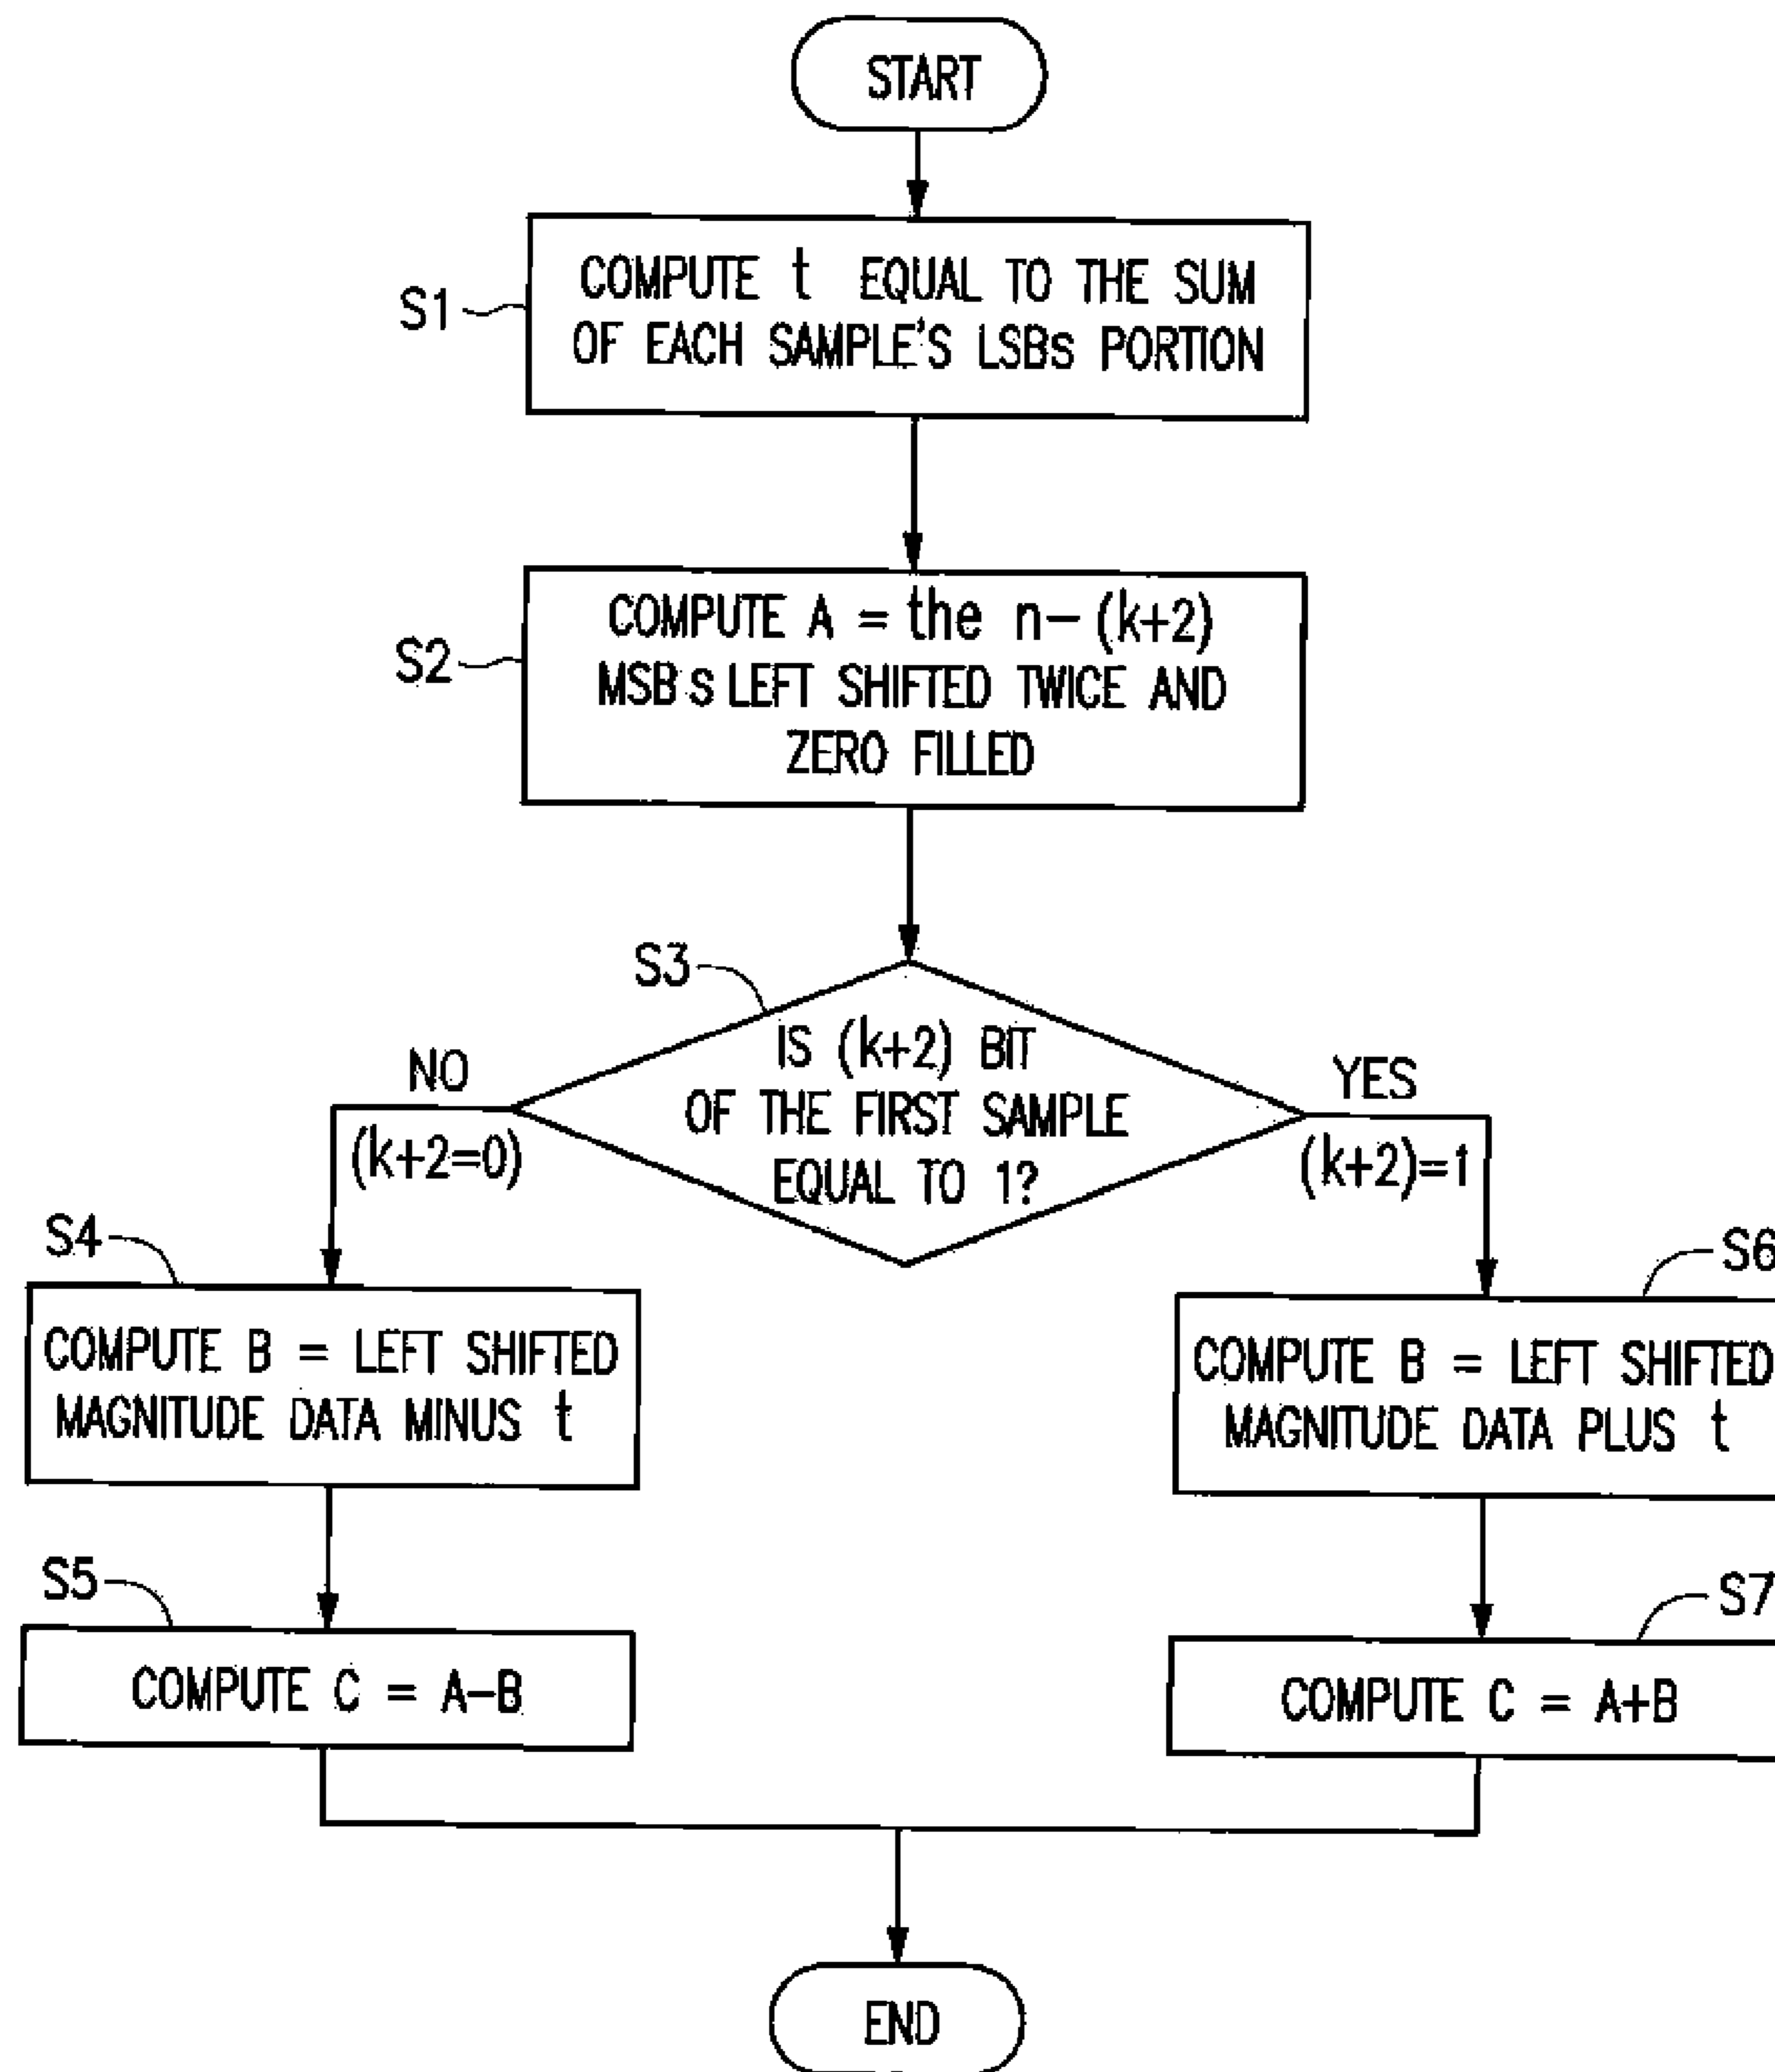 START
S1
COMPUTE t EQUAL TO THE SUM
OF EACH SAMPLE'S LSBs PORTION
S2
COMPUTE A = the n-(k+2)
MSB's LEFT SHIFTED TWICE AND
ZERO FILLED
S3
IS (k+2) BIT
OF THE FIRST SAMPLE
EQUAL TO 1?
NO
(k+2=0)
YES
(k+2)=1
S4
COMPUTE B = LEFT SHIFTED
MAGNITUDE DATA MINUS t
S6
COMPUTE B = LEFT SHIFTED
MAGNITUDE DATA PLUS t
S5
COMPUTE C = A-B
S7
COMPUTE C = A+B
END